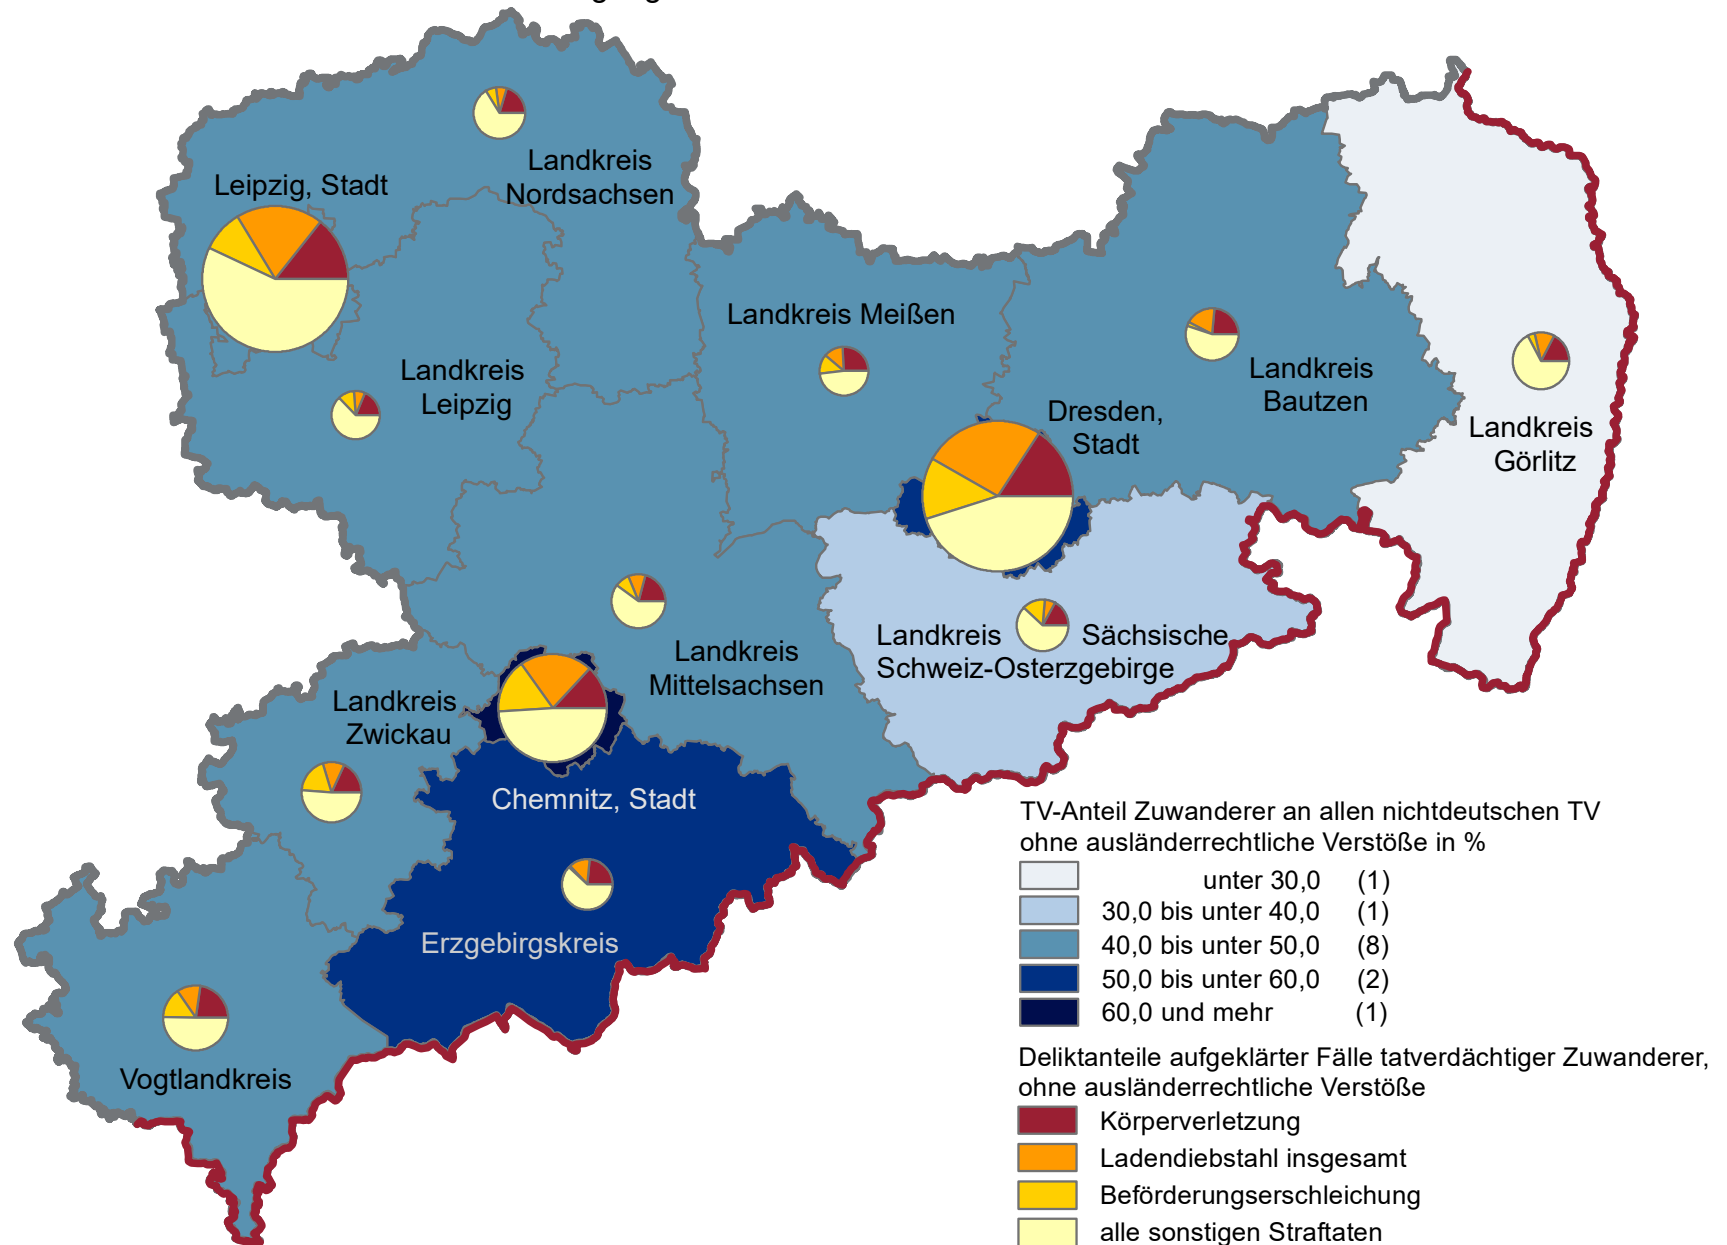 Landkreis
Nordsachsen
Leipzig, Stadt
Landkreis Meißen
Landkreis
Leipzig
Landkreis
Bautzen
Dresden,
Stadt
Landkreis
Görlitz
Landkreis Sächsische
Schweiz-Osterzgebirge
Landkreis
Mittelsachsen
Landkreis
Zwickau
Chemnitz, Stadt
Erzgebirgskreis
Vogtlandkreis
TV-Anteil Zuwanderer an allen nichtdeutschen TV
ohne ausländerrechtliche Verstöße in %
unter 30,0 (1)
30,0 bis unter 40,0 (1)
40,0 bis unter 50,0 (8)
50,0 bis unter 60,0 (2)
60,0 und mehr (1)
Deliktanteile aufgeklärter Fälle tatverdächtiger Zuwanderer,
ohne ausländerrechtliche Verstöße
Körperverletzung
Ladendiebstahl insgesamt
Beförderungserschleichung
alle sonstigen Straftaten